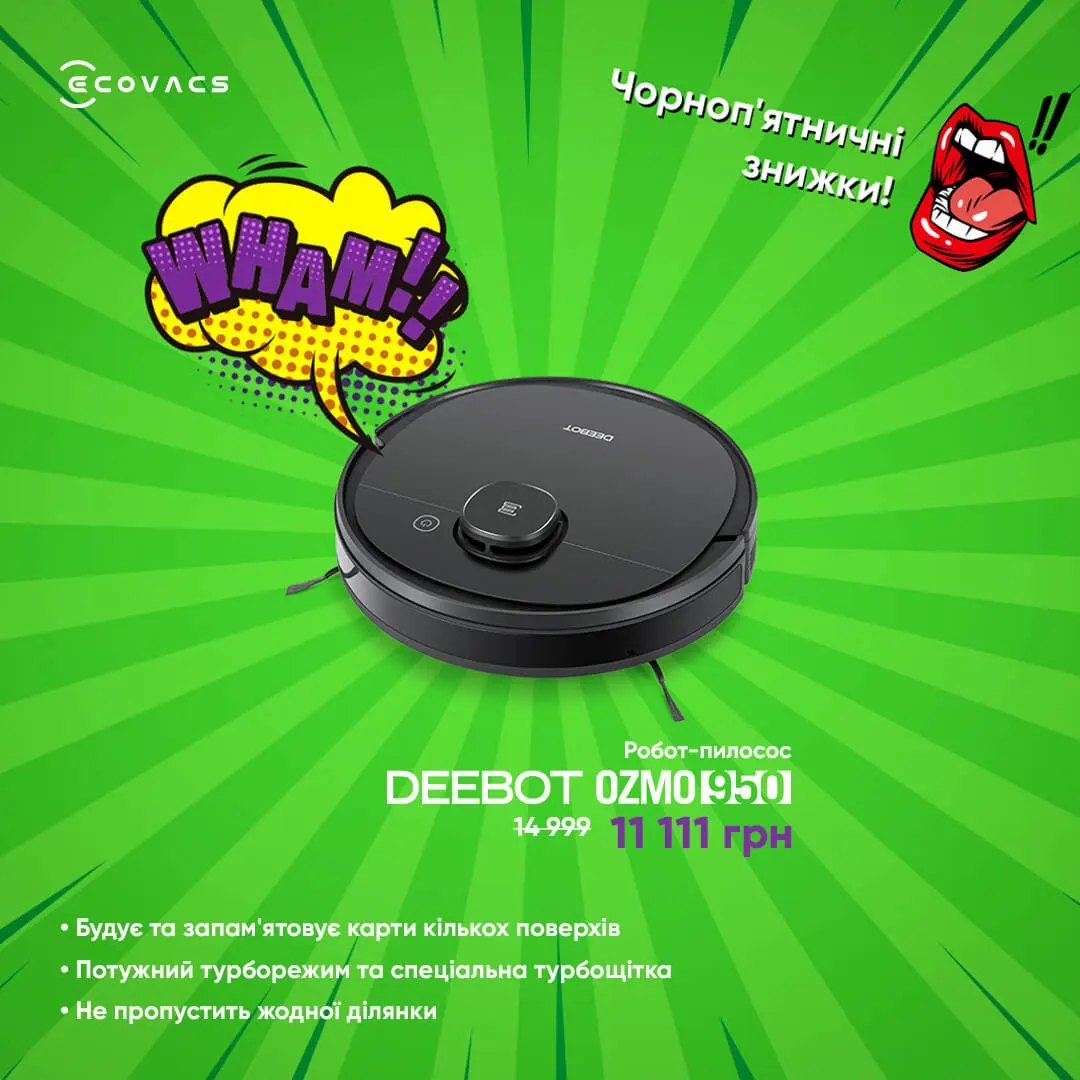 ECOVACS
Чорноп'ятничні
знижки!
WHAM!!
DEEBOT
Робот-пилосос
DEEBOT OZMO 950
14 999 11 111 грн
• Будує та запам'ятовує карти кількох поверхів
• Потужний турборежим та спеціальна турбощітка
• Не пропустить жодної ділянки